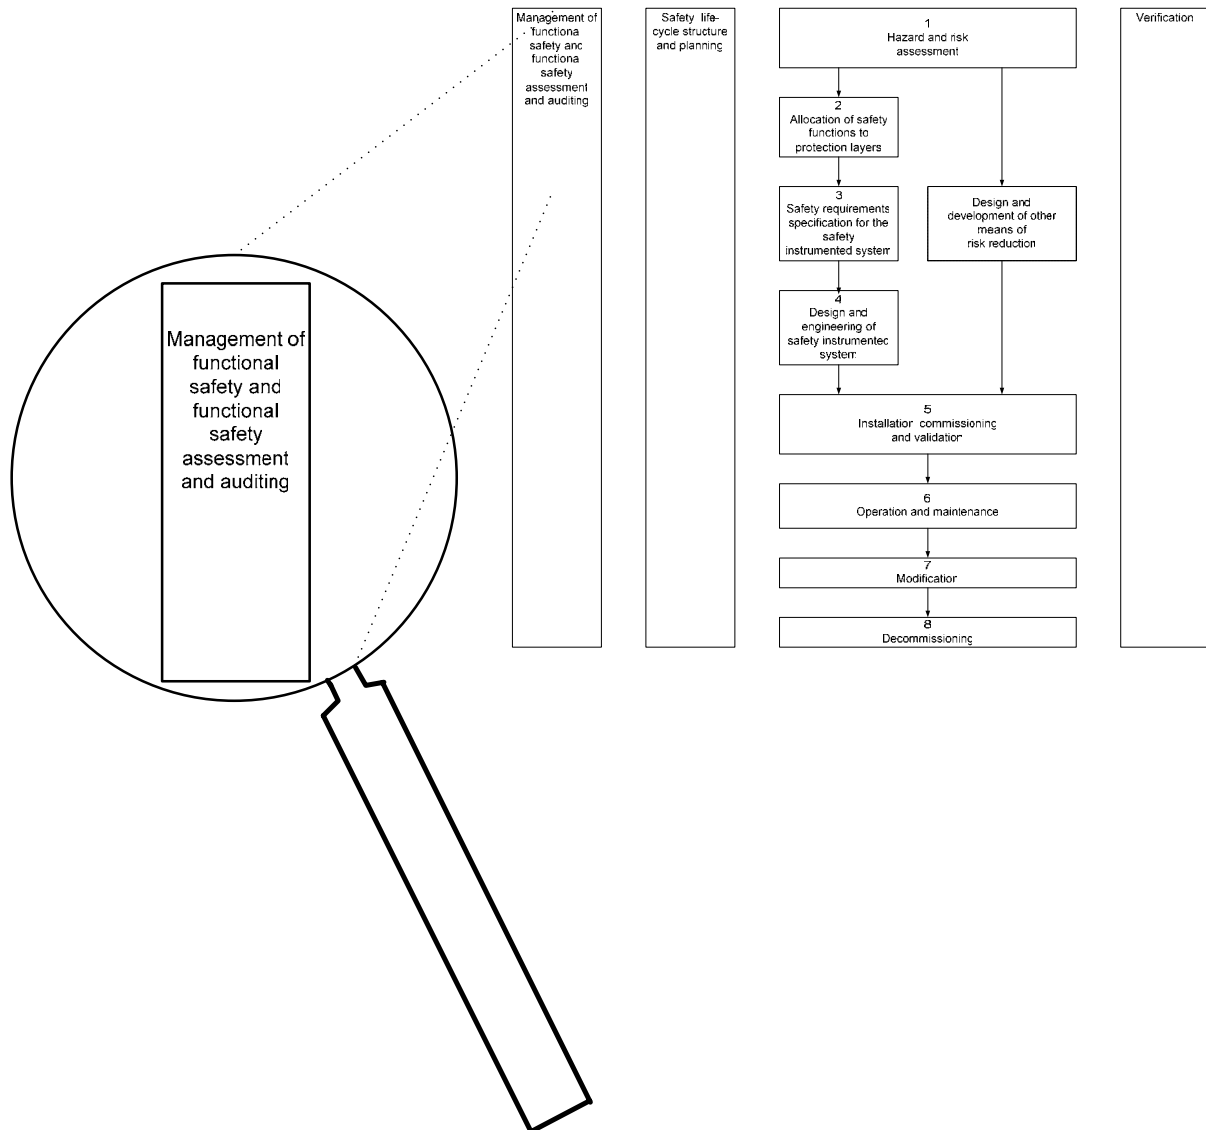 Management of
functiona
safety and
functiona
safety
assessment
and auditing
Safety life-
cycle structure
and planning
1
Hazard and risk
assessment
Verification
2
Allocation of safety
functions to
protection layers
3
Safety requirements
specification for the
safety
instrumented system
Design and
development of other
means of
risk reduction
4
Design and
engineering of
safety instrumented
system
5
Installation commissioning
and validation
6
Operation and maintenance
7
Modification
8
Decommissioning
Management of
functional
safety and
functional
safety
assessment
and auditing